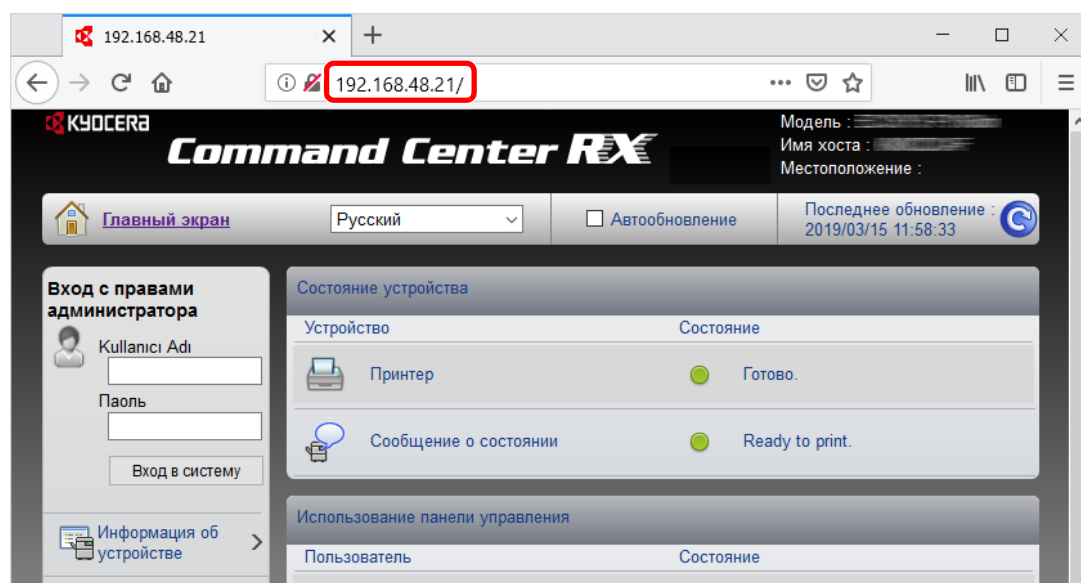 192.168.48.21
192.168.48.21/
KYOCERA
Command Center RX
Модель :
Имя хоста :
Местоположение :
Главный экран
Русский
Автообновление
Последнее обновление :
2019/03/15 11:58:33
Вход с правами
администратора
Kullanıcı Adı
Паоль
Вход в систему
Информация об
устройстве
Состояние устройства
Устройство Состояние
Принтер Готово.
Сообщение о состоянии Ready to print.
Использование панели управления
Пользователь Состояние